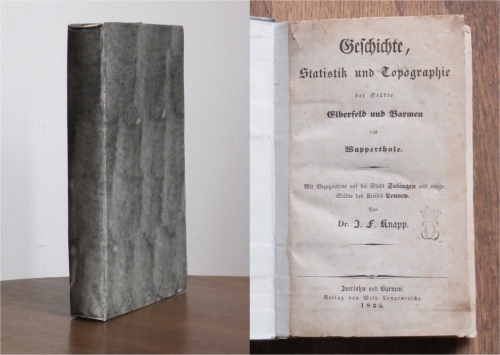 Geschichte,
Statistik und Topographie
der Städte
Elberfeld und Barmen
im
Wupperthale.
Mit Bezugnahme auf die Stadt Solingen und einige
Städte des Kreises Lennep.
Von
Dr. J. F. Knapp.
Iserlohn und Barmen.
Verlag von Wilh. Langewiesche.
1835.